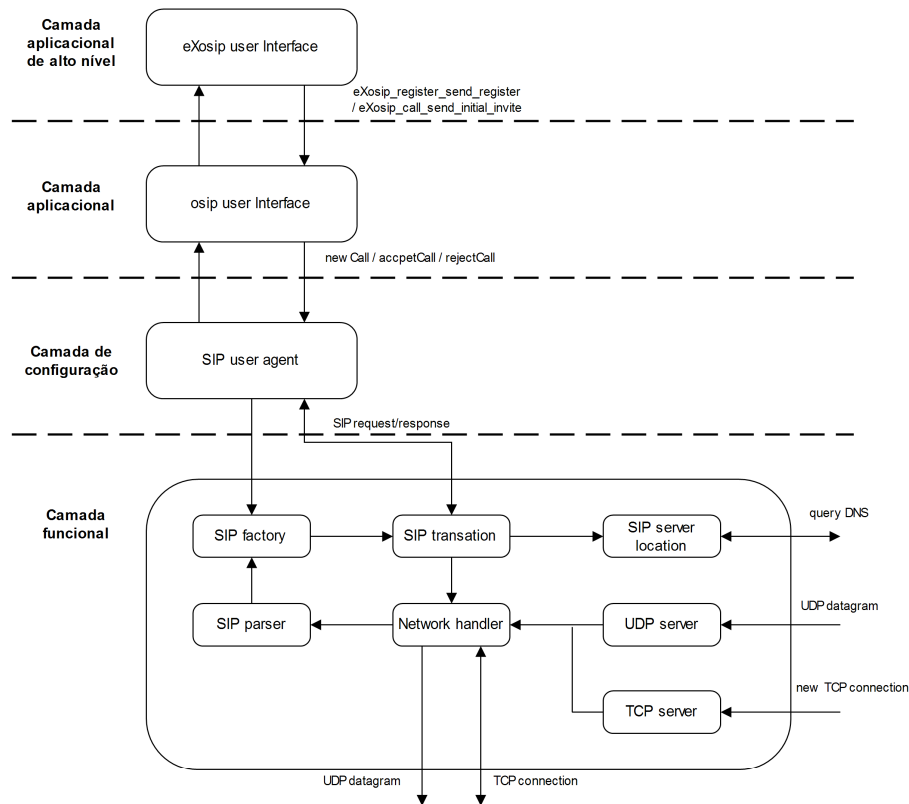 Camada
aplicacional
de alto nível
eXosip user Interface
eXosip_register_send_register
/ eXosip_call_send_initial_invite
Camada
aplicacional
osip user Interface
new Call / accpetCall / rejectCall
Camada de
configuração
SIP user agent
SIP request/response
Camada
funcional
SIP factory
SIP transation
SIP server
location
query DNS
SIP parser
Network handler
UDP server
UDP datagram
TCP server
new TCP connection
UDP datagram
TCP connection